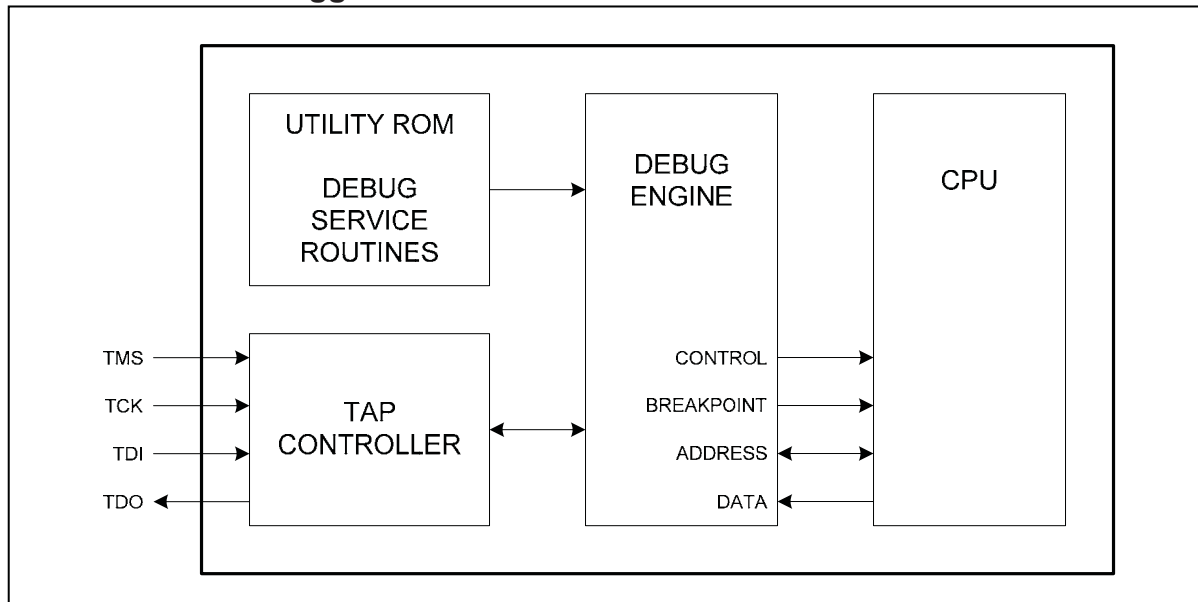 UTILITY ROM
DEBUG
SERVICE
ROUTINES
DEBUG
ENGINE
CPU
TMS
TCK
TDI
TDO
TAP
CONTROLLER
CONTROL
BREAKPOINT
ADDRESS
DATA